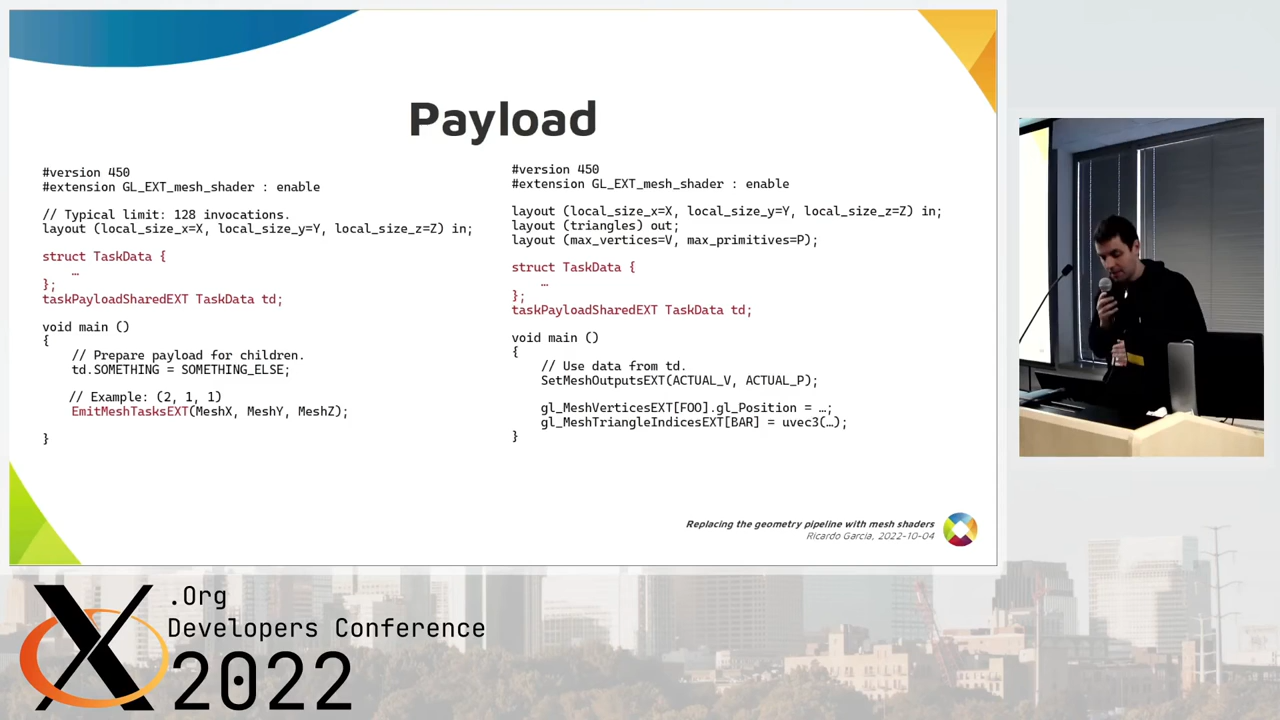 Payload
#version 450
#extension GL_EXT_mesh_shader : enable
// Typical limit: 128 invocations.
layout (local_size_x=X, local_size_y=Y, local_size_z=Z) in;
struct TaskData {
…
};
taskPayloadSharedEXT TaskData td;
void main ()
{
// Prepare payload for children.
td.SOMETHING = SOMETHING_ELSE;
// Example: (2, 1, 1)
EmitMeshTasksEXT(MeshX, MeshY, MeshZ);
}
#version 450
#extension GL_EXT_mesh_shader : enable
layout (local_size_x=X, local_size_y=Y, local_size_z=Z) in;
layout (triangles) out;
layout (max_vertices=V, max_primitives=P);
struct TaskData {
…
};
taskPayloadSharedEXT TaskData td;
void main ()
{
// Use data from td.
SetMeshOutputsEXT(ACTUAL_V, ACTUAL_P);
gl_MeshVerticesEXT[FOO].gl_Position = …;
gl_MeshTriangleIndicesEXT[BAR] = uvec3(…);
}
Replacing the geometry pipeline with mesh shaders
Ricardo Garcia, 2022-10-04
X.Org
Developers Conference
2022